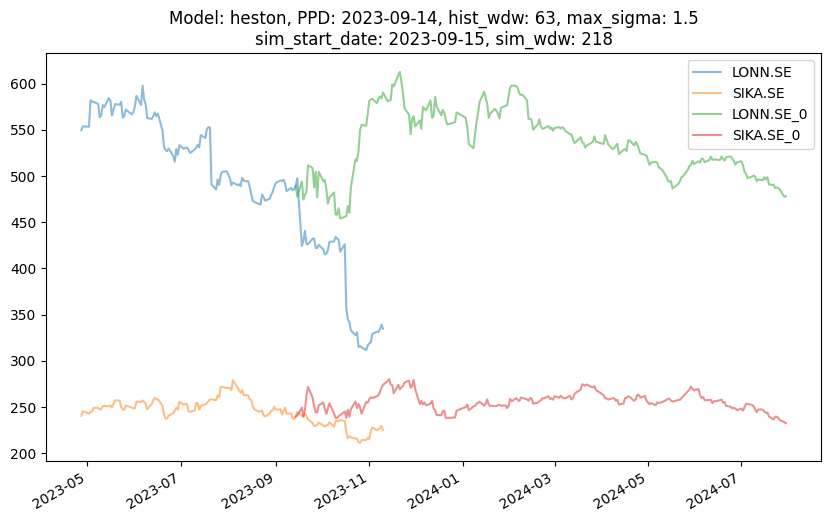 Model: heston, PPD: 2023-09-14, hist_wdw: 63, max_sigma: 1.5
sim_start_date: 2023-09-15, sim_wdw: 218
LONN.SE
SIKA.SE
LONN.SE_0
SIKA.SE_0
600
550
500
450
400
350
300
250
200
2023-05
2023-07
2023-09
2023-11
2024-01
2024-03
2024-05
2024-07